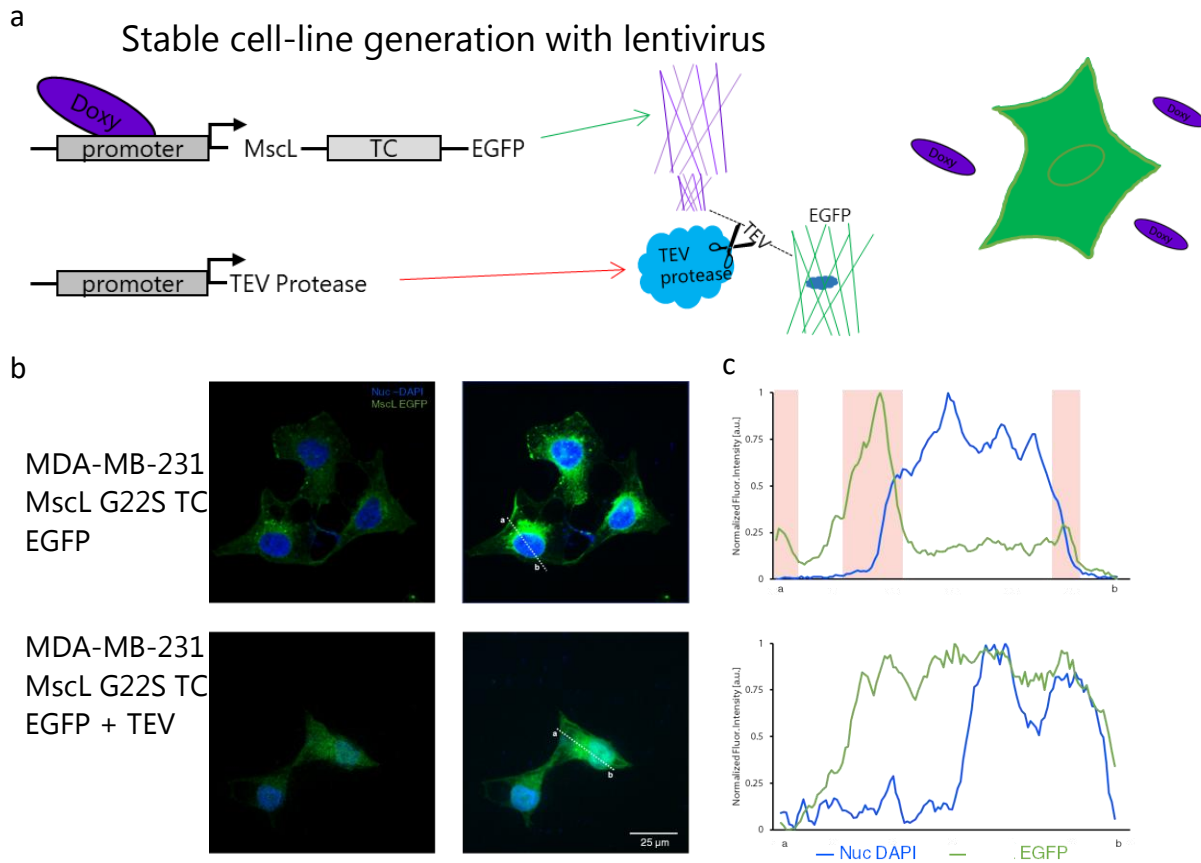 a
Stable cell-line generation with lentivirus
Doxy
promoter
MscL
TC
EGFP
promoter
TEV Protease
TEV
protease
TEV
EGFP
Doxy
Doxy
Doxy
b
MDA-MB-231
MscL G22S TC
EGFP
Nuc -DAPI
MscL EGFP
a
b
MDA-MB-231
MscL G22S TC
EGFP + TEV
a
b
25 µm
c
Normalized Fluor. Intensity [a.u.]
1
0.75
0.5
0.25
0
a
b
Normalized Fluor. Intensity [a.u.]
1
0.75
0.5
0.25
0
a
b
Nuc DAPI
EGFP